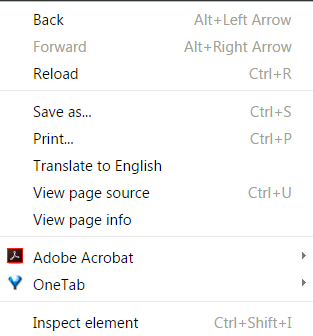 Back Alt+Left Arrow
Forward Alt+Right Arrow
Reload Ctrl+R
Save as... Ctrl+S
Print... Ctrl+P
Translate to English
View page source Ctrl+U
View page info
Adobe Acrobat
OneTab
Inspect element Ctrl+Shift+I